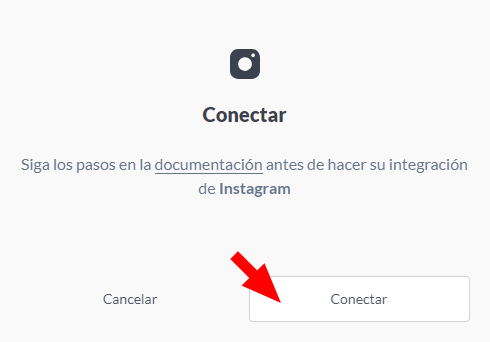 Conectar
Siga los pasos en la documentación antes de hacer su integración
de Instagram
Cancelar
Conectar